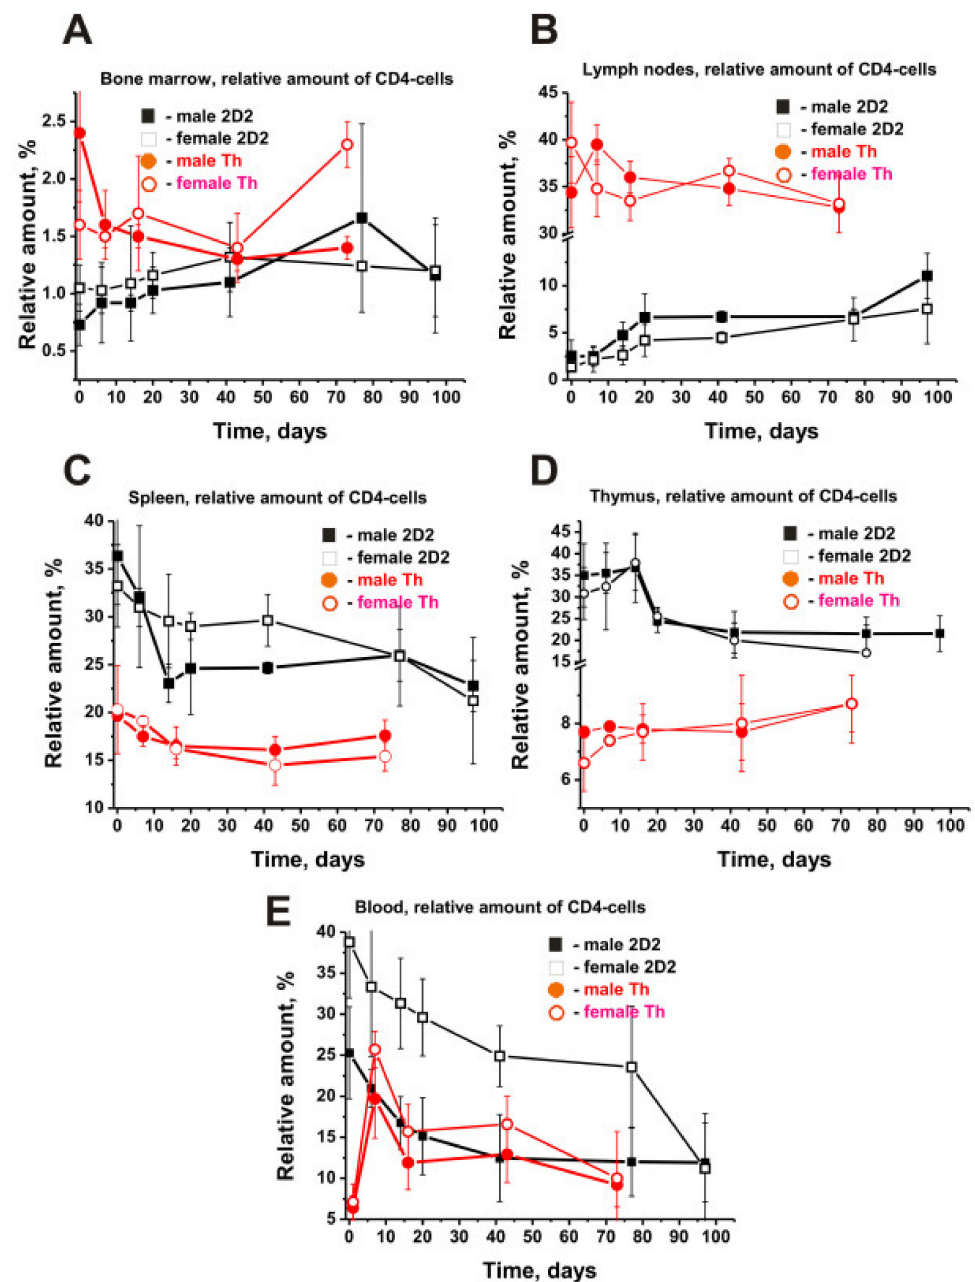 A
Bone marrow, relative amount of CD4-cells
Relative amount, %
2.5
2.0
1.5
1.0
0.5
- male 2D2
- female 2D2
- male Th
- female Th
0 10 20 30 40 50 60 70 80 90 100
Time, days
B
Lymph nodes, relative amount of CD4-cells
Relative amount, %
45
40
35
30
10
5
0
- male 2D2
- female 2D2
- male Th
- female Th
0 10 20 30 40 50 60 70 80 90 100
Time, days
C
Spleen, relative amount of CD4-cells
Relative amount, %
40
35
30
25
20
15
10
- male 2D2
- female 2D2
- male Th
- female Th
0 10 20 30 40 50 60 70 80 90 100
Time, days
D
Thymus, relative amount of CD4-cells
Relative amount, %
45
40
35
30
25
20
15
8
6
- male 2D2
- female 2D2
- male Th
- female Th
0 10 20 30 40 50 60 70 80 90 100
Time, days
E
Blood, relative amount of CD4-cells
Relative amount, %
40
35
30
25
20
15
10
5
- male 2D2
- female 2D2
- male Th
- female Th
0 10 20 30 40 50 60 70 80 90 100
Time, days